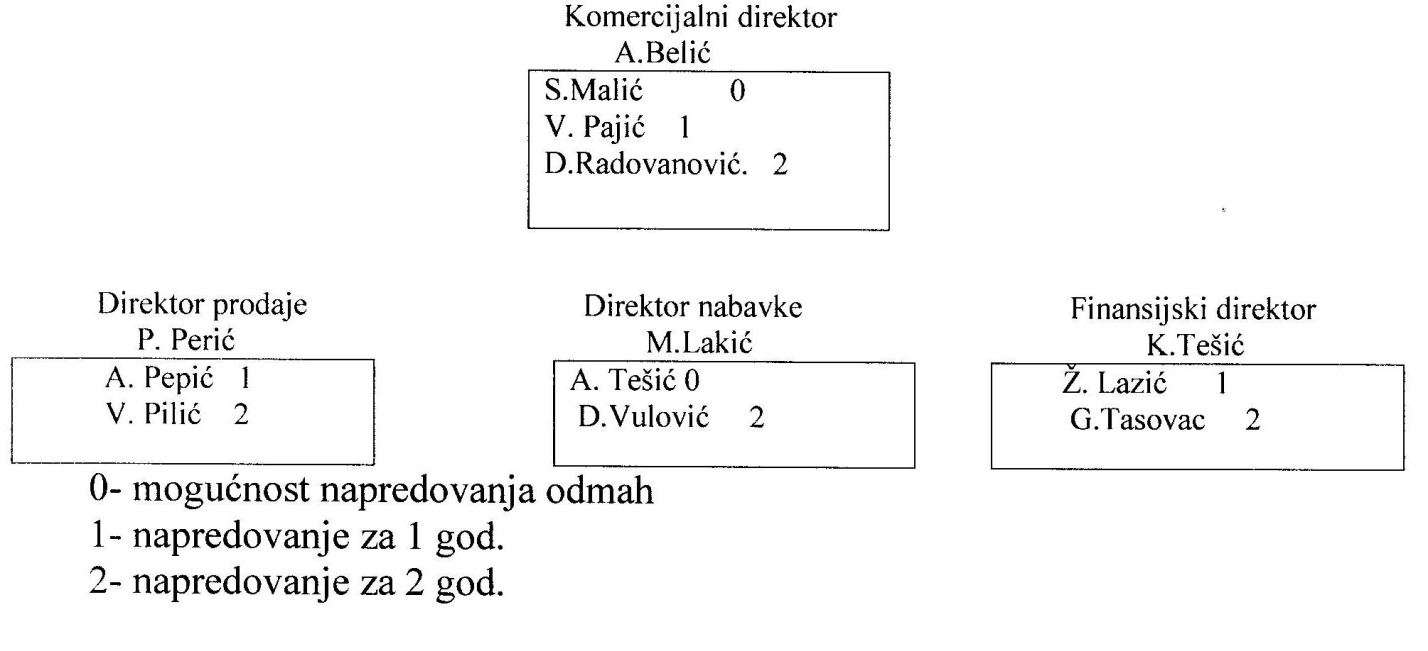 Komercijalni direktor
A.Belić
S.Malić 0
V. Pajić 1
D.Radovanović. 2
Direktor prodaje
P. Perić
A. Pepić 1
V. Pilić 2
Direktor nabavke
M.Lakić
A. Tešić 0
D.Vulović 2
Finansijski direktor
K.Tešić
Ž. Lazić 1
G.Tasovac 2
0- mogućnost napredovanja odmah
1- napredovanje za 1 god.
2- napredovanje za 2 god.